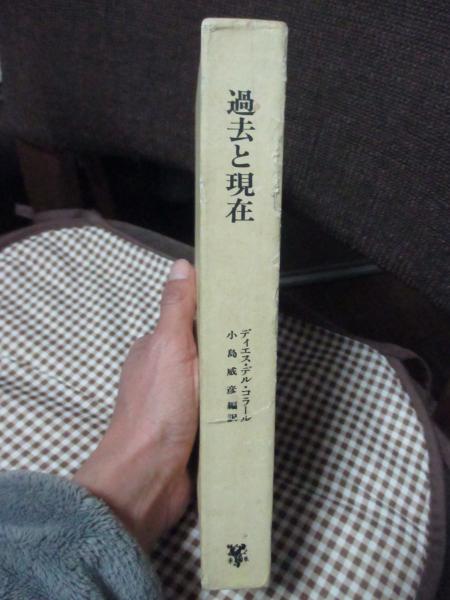 過去と現在
ディエス・デル・コラール
小島威彦編訳